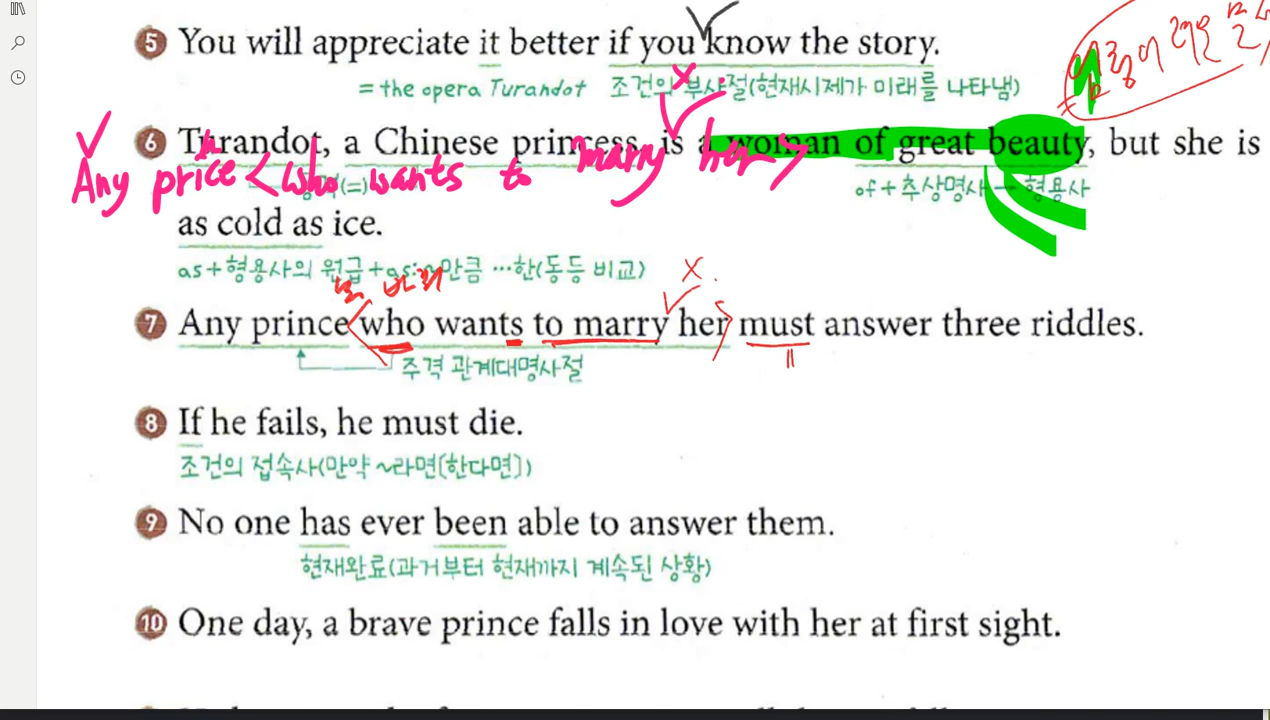 5 You will appreciate it better if you know the story.
= the opera Turandot 조건의 부사절(현재시제가 미래를 나타냄)
6 Turandot, a Chinese princess, is a woman of great beauty, but she is
Any price < who wants to marry her >
of+추상명사 → 형용사
as cold as ice.
as+형용사의 원급+as: ~만큼 …한(동등 비교)
X
7 Any prince who wants to marry her must answer three riddles.
주격 관계대명사절
8 If he fails, he must die.
조건의 접속사(만약 ~라면[한다면])
9 No one has ever been able to answer them.
현재완료(과거부터 현재까지 계속된 상황)
10 One day, a brave prince falls in love with her at first sight.